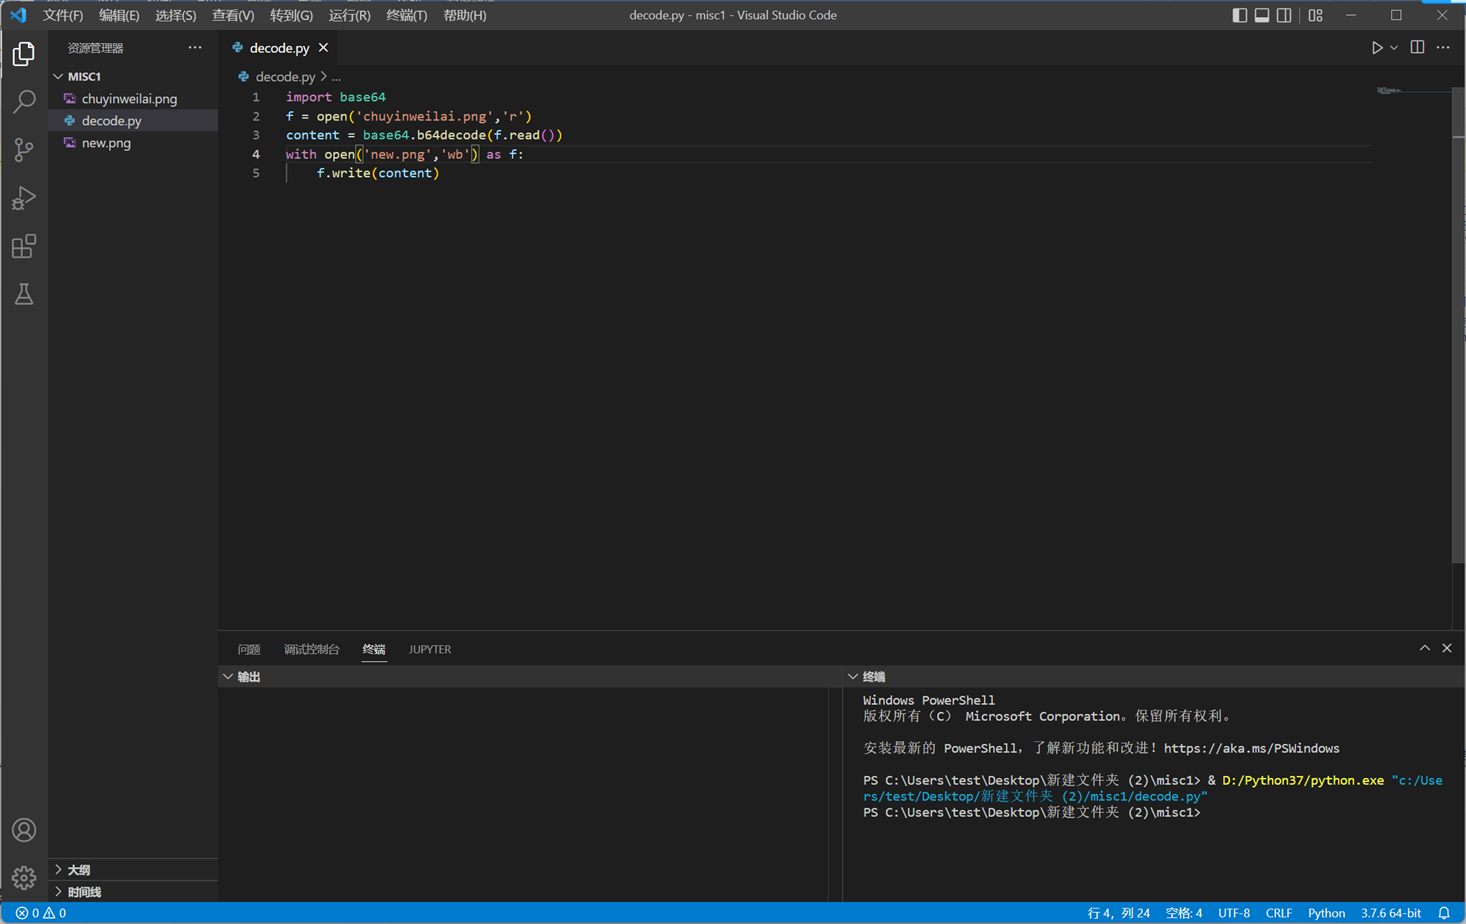 文件(F) 编辑(E) 选择(S) 查看(V) 转到(G) 运行(R) 终端(T) 帮助(H) decode.py - misc1 - Visual Studio Code
资源管理器 ···
MISC1
chuyinweilai.png
decode.py
new.png
decode.py
decode.py > ...
1 import base64
2 f = open('chuyinweilai.png','r')
3 content = base64.b64decode(f.read())
4 with open('new.png','wb') as f:
5     f.write(content)
问题 调试控制台 终端 JUPYTER
输出
终端
Windows PowerShell
版权所有（C） Microsoft Corporation。保留所有权利。
安装最新的 PowerShell，了解新功能和改进！https://aka.ms/PSWindows
PS C:\Users\test\Desktop\新建文件夹 (2)\misc1> & D:/Python37/python.exe "c:/Use
rs/test/Desktop/新建文件夹 (2)/misc1/decode.py"
PS C:\Users\test\Desktop\新建文件夹 (2)\misc1>
大纲
时间线
0 0 行 4，列 24 空格: 4 UTF-8 CRLF Python 3.7.6 64-bit